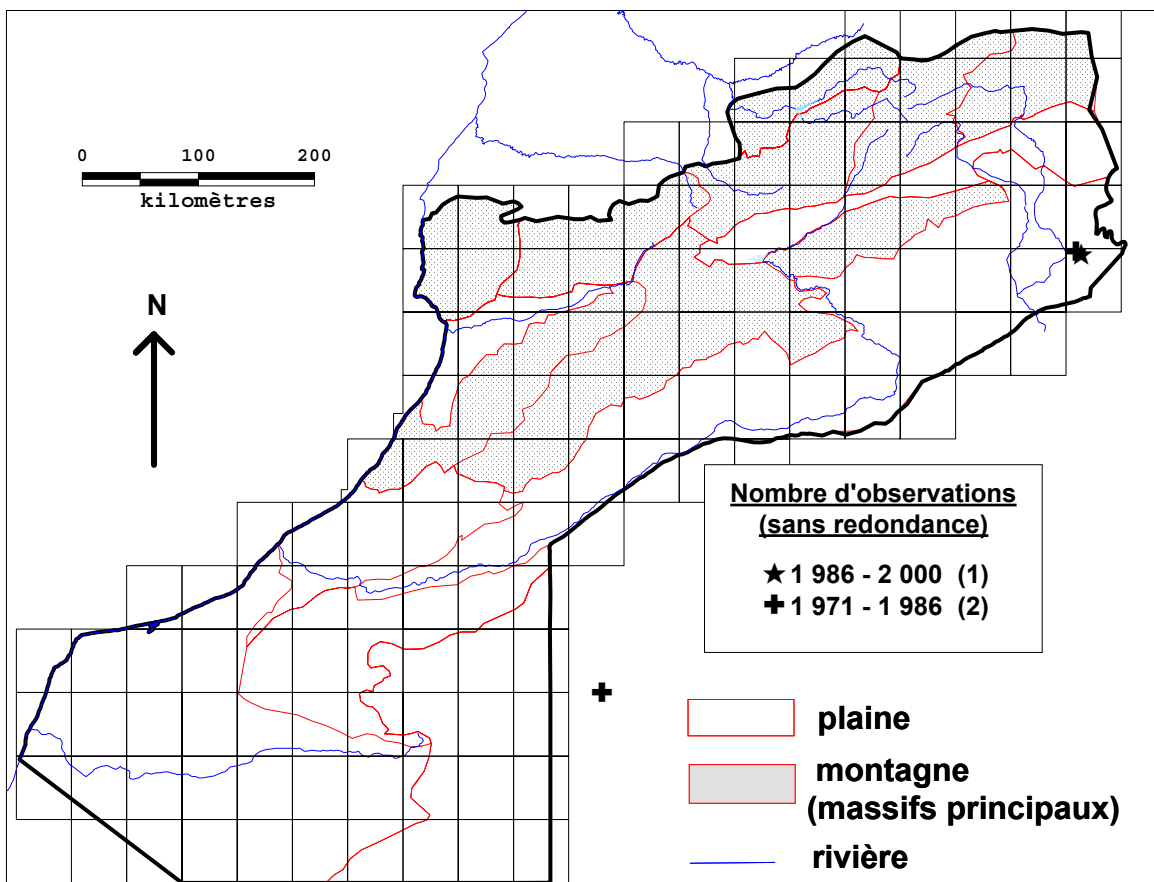 0 100 200
kilomètres
N
Nombre d'observations
(sans redondance)
★ 1 986 - 2 000 (1)
✚ 1 971 - 1 986 (2)
plaine
montagne
(massifs principaux)
rivière